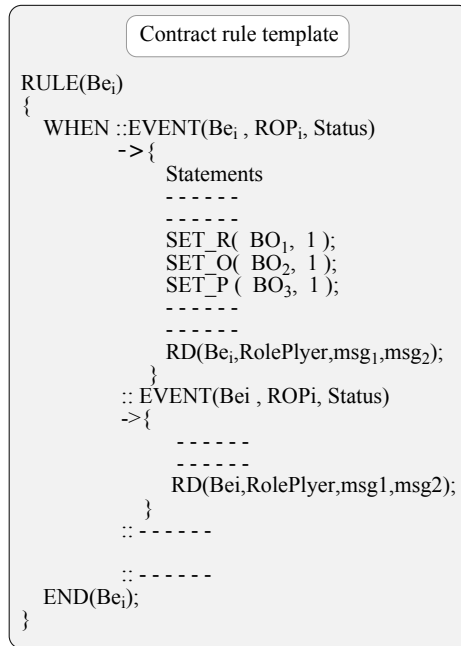 Contract rule template
RULE(Beᵢ)
{
WHEN ::EVENT(Beᵢ , ROPᵢ, Status)
->{
Statements
- - - - - -
- - - - - -
SET_R( BO₁, 1 );
SET_O( BO₂, 1 );
SET_P ( BO₃, 1 );
- - - - - -
- - - - - -
RD(Beᵢ,RolePlyer,msg₁,msg₂);
}
:: EVENT(Bei , ROPi, Status)
->{
- - - - - -
- - - - - -
RD(Bei,RolePlyer,msg1,msg2);
}
:: - - - - - -
:: - - - - - -
END(Beᵢ);
}